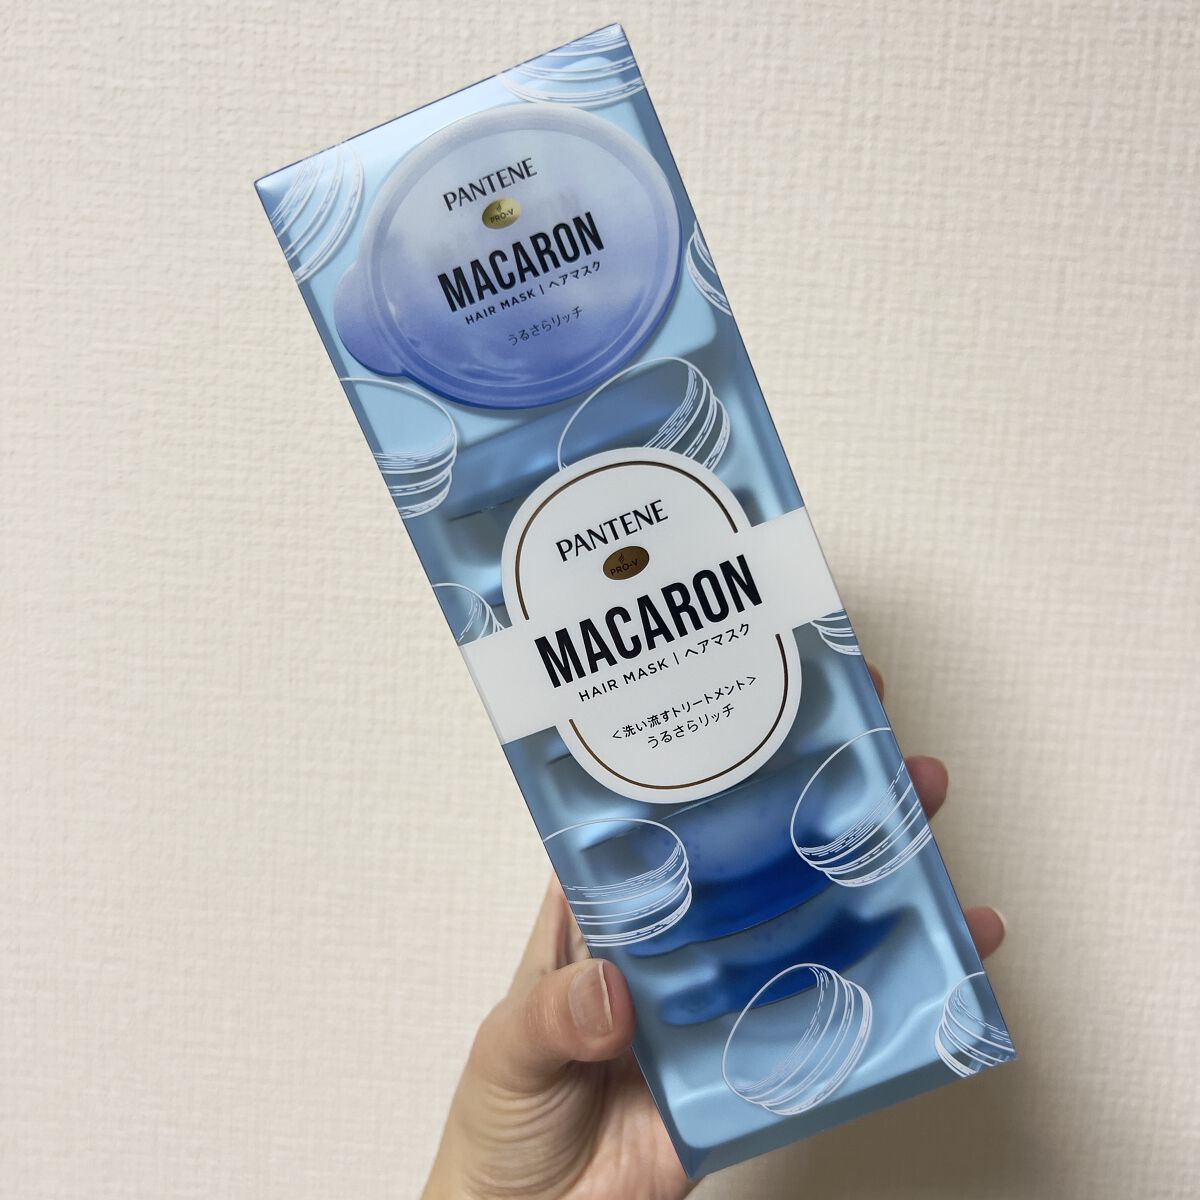 PANTENE
PRO-V
MACARON
HAIR MASK | ヘアマスク
うるさらリッチ
PANTENE
PRO-V
MACARON
HAIR MASK | ヘアマスク
<洗い流すトリートメント>
うるさらリッチ